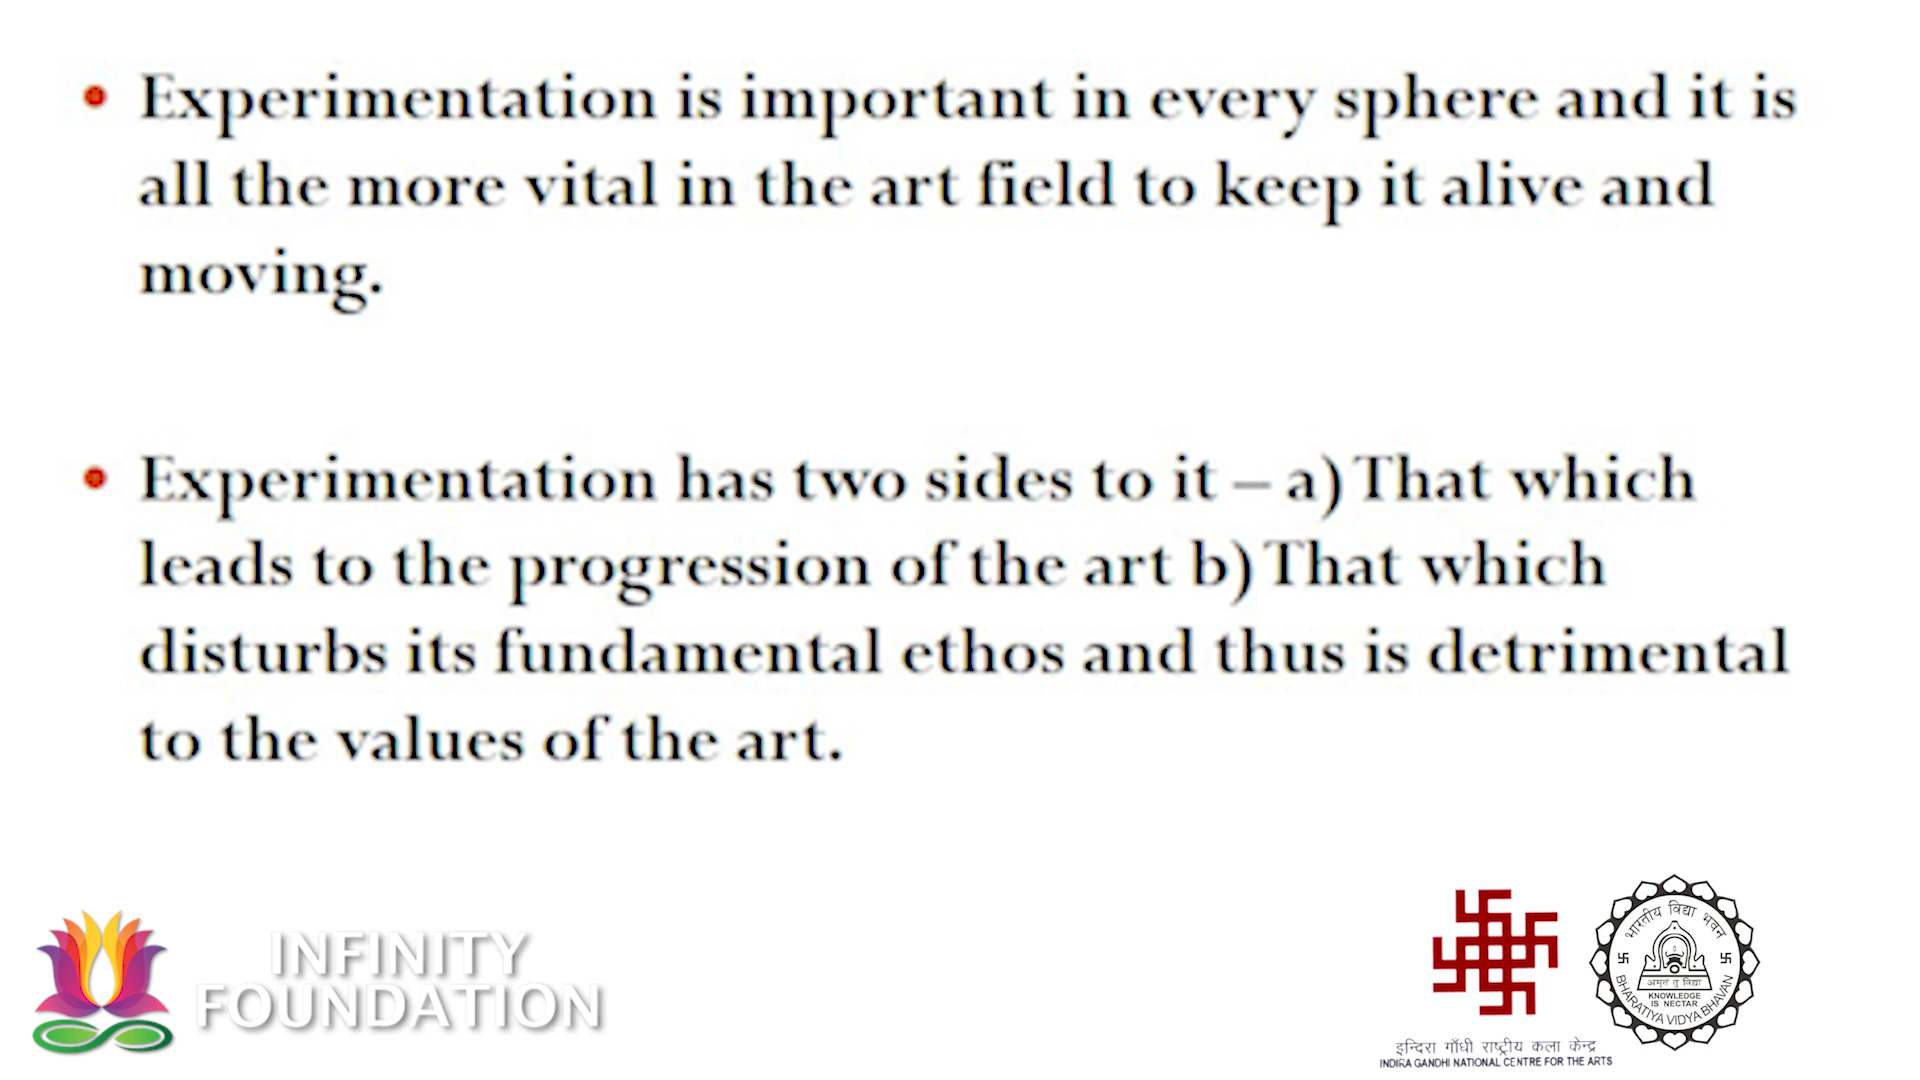 • Experimentation is important in every sphere and it is
all the more vital in the art field to keep it alive and
moving.
• Experimentation has two sides to it – a) That which
leads to the progression of the art b) That which
disturbs its fundamental ethos and thus is detrimental
to the values of the art.
INFINITY
FOUNDATION
इन्दिरा गाँधी राष्ट्रीय कला केन्द्र
INDIRA GANDHI NATIONAL CENTRE FOR THE ARTS
भारतीय विद्या भवन
अमृतं तु विद्या
KNOWLEDGE
IS NECTAR
BHARATIYA VIDYA BHAVAN